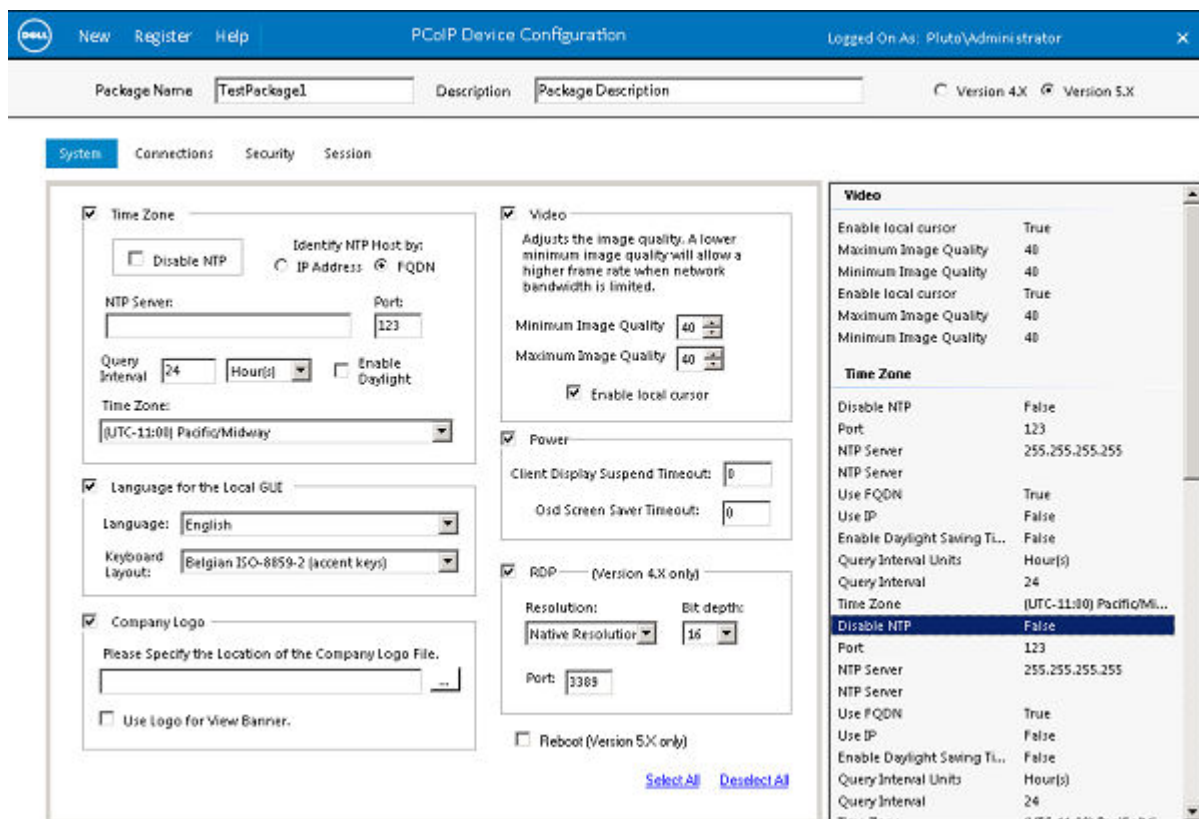 DELL New Register Help PCoIP Device Configuration Logged On As: Pluto\Administrator ×
Package Name TestPackage1 Description Package Description Version 4.X Version 5.X
System Connections Security Session
Time Zone
Disable NTP
Identify NTP Host by:
IP Address FQDN
NTP Server: Port:
123
Query Interval 24 Hour(s) Enable Daylight
Time Zone:
(UTC-11:00) Pacific/Midway
Language for the Local GUI
Language: English
Keyboard Layout: Belgian ISO-8859-2 (accent keys)
Company Logo
Please Specify the Location of the Company Logo File.
...
Use Logo for View Banner.
Video
Adjusts the image quality. A lower
minimum image quality will allow a
higher frame rate when network
bandwidth is limited.
Minimum Image Quality 40
Maximum Image Quality 40
Enable local cursor
Power
Client Display Suspend Timeout: 0
Osd Screen Saver Timeout: 0
RDP (Version 4.X only)
Resolution: Bit depth:
Native Resolution 16
Port: 3389
Reboot (Version 5.X only)
Select All Deselect All
Video
Enable local cursor True
Maximum Image Quality 40
Minimum Image Quality 40
Enable local cursor True
Maximum Image Quality 40
Minimum Image Quality 40
Time Zone
Disable NTP False
Port 123
NTP Server 255.255.255.255
NTP Server
Use FQDN True
Use IP False
Enable Daylight Saving Ti... False
Query Interval Units Hour(s)
Query Interval 24
Time Zone (UTC-11:00) Pacific/Mi...
Disable NTP False
Port 123
NTP Server 255.255.255.255
NTP Server
Use FQDN True
Use IP False
Enable Daylight Saving Ti... False
Query Interval Units Hour(s)
Query Interval 24